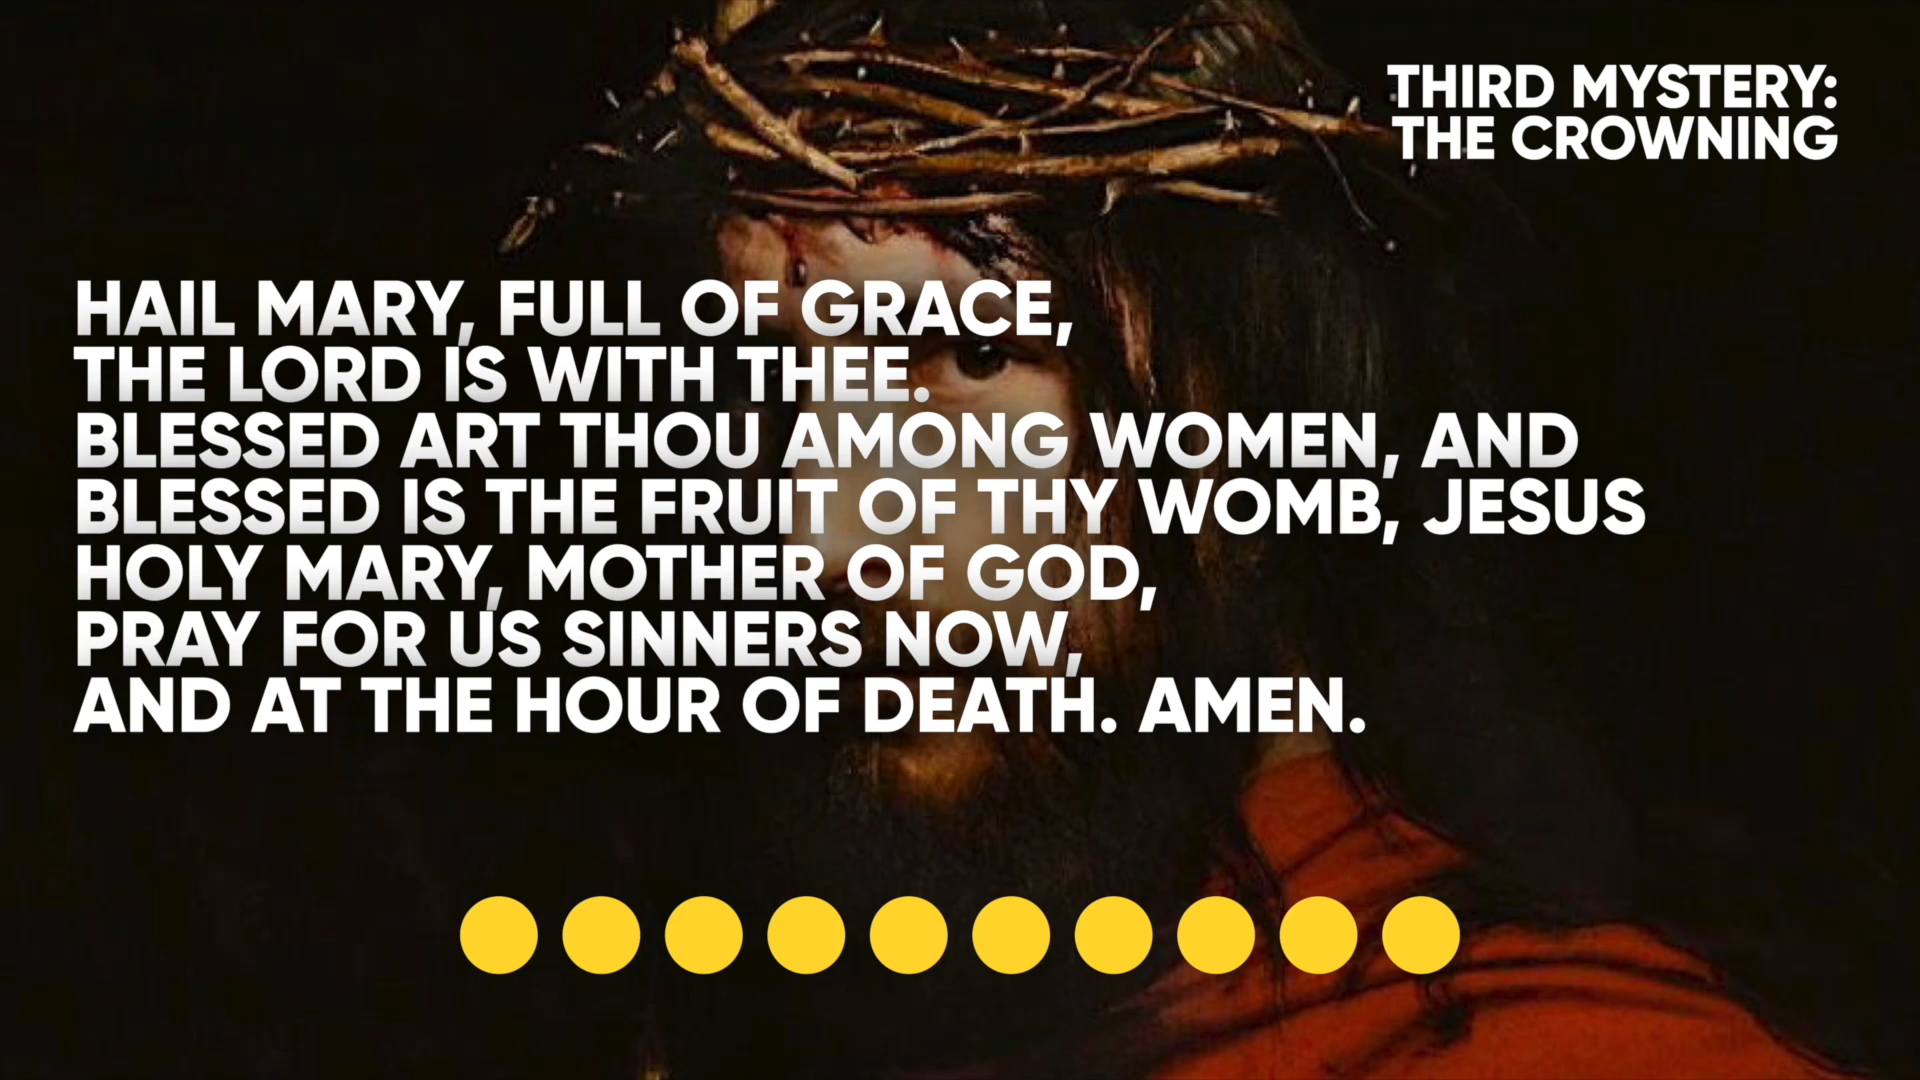 THIRD MYSTERY:
THE CROWNING
HAIL MARY, FULL OF GRACE,
THE LORD IS WITH THEE.
BLESSED ART THOU AMONG WOMEN, AND
BLESSED IS THE FRUIT OF THY WOMB, JESUS
HOLY MARY, MOTHER OF GOD,
PRAY FOR US SINNERS NOW,
AND AT THE HOUR OF DEATH. AMEN.